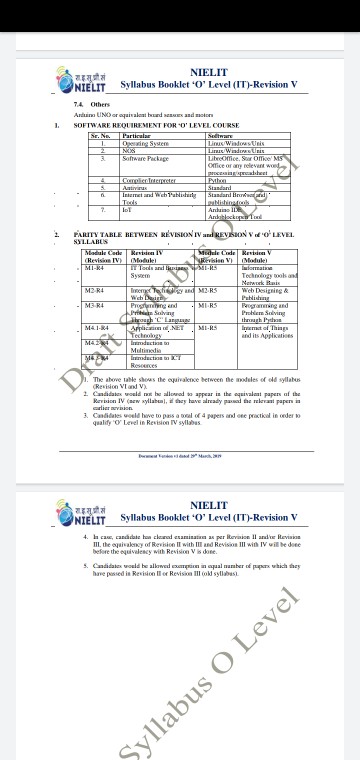 रा.इ.सू.प्रौ.सं
NIELIT
NIELIT
Syllabus Booklet ‘O’ Level (IT)-Revision V
7.4. Others
Arduino UNO or equivalent board sensors and motors
1. SOFTWARE REQUIREMENT FOR ‘O’ LEVEL COURSE
Sr. No. Particular Software
1. Operating System Linux/Windows/Unix
2. NOS Linux/Windows/Unix
3. Software Package LibreOffice, Star Office/ MS
Office or any relevant word
processing/spreadsheet
4. Complier/Interpreter Python
5. Antivirus Standard
6. Internet and Web Publishing Standard Browser and
Tools publishing tools
7. IoT Arduino IDE
Ardublockopen Tool
2. PARITY TABLE BETWEEN REVISION IV and REVISION V of ‘O’ LEVEL
SYLLABUS
Module Code Revision IV Module Code Revision V
(Revision IV) (Module) (Revision V) (Module)
M1-R4 IT Tools and Business M1-R5 Information
System Technology tools and
Network Basis
M2-R4 Internet Technology and M2-R5 Web Designing &
Web Design Publishing
M3-R4 Programming and M1-R5 Programming and
Problem Solving Problem Solving
Through ‘C’ Language through Python
M4.1-R4 Application of .NET M1-R5 Internet of Things
Technology and its Applications
M4.2-R4 Introduction to
Multimedia
M4.3-R4 Introduction to ICT
Resources
1. The above table shows the equivalence between the modules of old syllabus
(Revision VI and V).
2. Candidates would not be allowed to appear in the equivalent papers of the
Revision IV (new syllabus), if they have already passed the relevant papers in
earlier revision.
3. Candidates would have to pass a total of 4 papers and one practical in order to
qualify ‘O’ Level in Revision IV syllabus.
Draft Syllabus O Level
Document Version v1 dated 29th March, 2019
रा.इ.सू.प्रौ.सं
NIELIT
NIELIT
Syllabus Booklet ‘O’ Level (IT)-Revision V
4. In case, candidate has cleared examination as per Revision II and/or Revision
III, the equivalency of Revision II with III and Revision III with IV will be done
before the equivalency with Revision V is done.
5. Candidates would be allowed exemption in equal number of papers which they
have passed in Revision II or Revision III (old syllabus).
Syllabus O Level